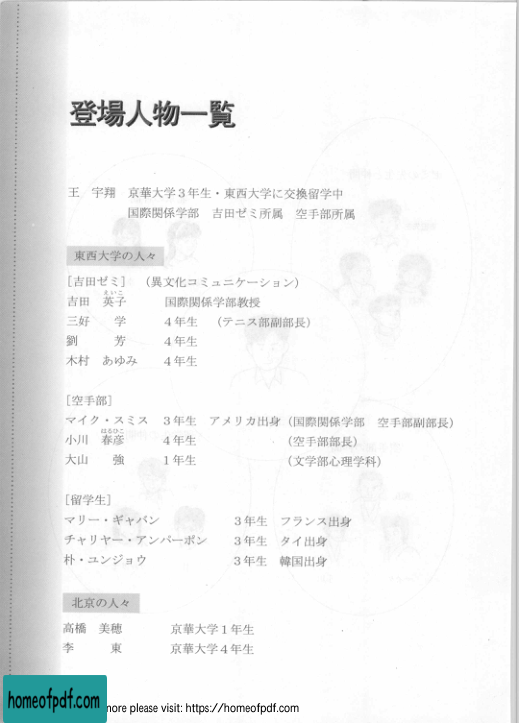 登場人物一覧
王　宇翔　京華大学３年生・東西大学に交換留学中
国際関係学部　吉田ゼミ所属　空手部所属
東西大学の人々
［吉田ゼミ］　（異文化コミュニケーション）
えいこ
吉田　英子　国際関係学部教授
三好　学　４年生　（テニス部副部長）
劉　芳　４年生
木村　あゆみ　４年生
［空手部］
マイク・スミス　３年生　アメリカ出身（国際関係学部　空手部副部長）
はるひこ
小川　春彦　４年生　（空手部部長）
大山　強　１年生　（文学部心理学科）
［留学生］
マリー・ギャバン　３年生　フランス出身
チャリヤー・アンパーポン　３年生　タイ出身
朴・ユンジョウ　３年生　韓国出身
北京の人々
高橋　美穂　京華大学１年生
李　東　京華大学４年生
homeofpdf.com
more please visit: https://homeofpdf.com